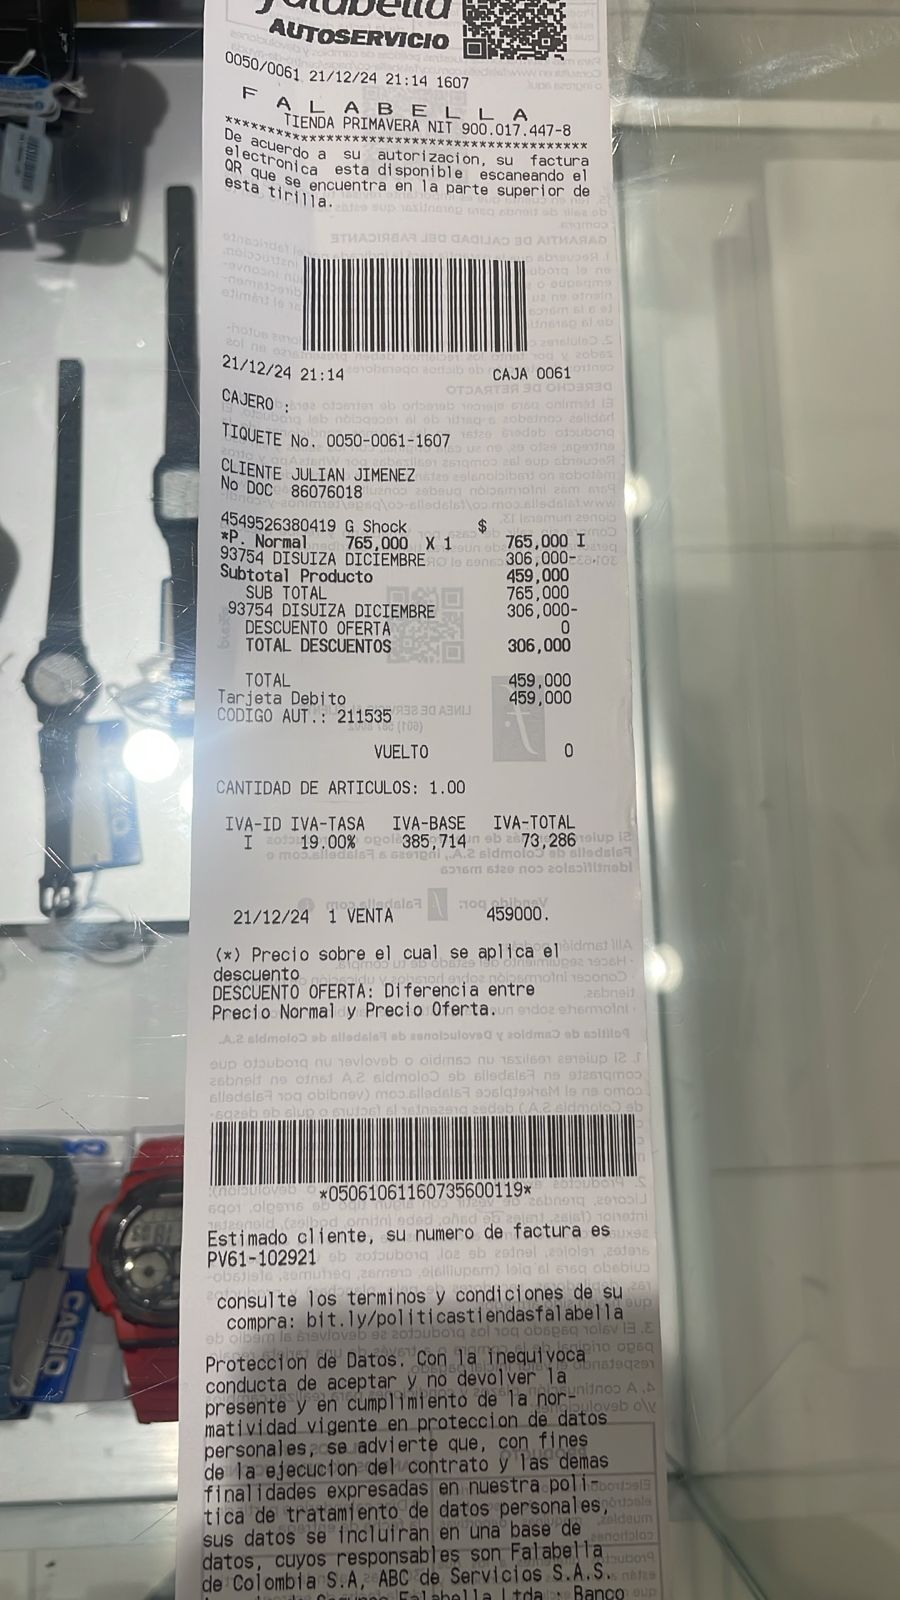 falabella
AUTOSERVICIO
0050/0061 21/12/24 21:14 1607
F A L A B E L L A
TIENDA PRIMAVERA NIT 900.017.447-8
******************************************
De acuerdo a su autorizacion, su factura
electronica esta disponible escaneando el
QR que se encuentra en la parte superior de
esta tirilla.
21/12/24 21:14 CAJA 0061
CAJERO :
TIQUETE No. 0050-0061-1607
CLIENTE JULIAN JIMENEZ
No DOC 86076018
4549526380419 G Shock $
*P. Normal 765,000 X 1 765,000 I
93754 DISUIZA DICIEMBRE 306,000-
Subtotal Producto 459,000
SUB TOTAL 765,000
93754 DISUIZA DICIEMBRE 306,000-
DESCUENTO OFERTA 0
TOTAL DESCUENTOS 306,000
TOTAL 459,000
Tarjeta Debito 459,000
CODIGO AUT.: 211535
VUELTO 0
CANTIDAD DE ARTICULOS: 1.00
IVA-ID IVA-TASA IVA-BASE IVA-TOTAL
I 19.00% 385,714 73,286
21/12/24 1 VENTA 459000.
(*) Precio sobre el cual se aplica el
descuento
DESCUENTO OFERTA: Diferencia entre
Precio Normal y Precio Oferta.
*05061061160735600119*
Estimado cliente, su numero de factura es
PV61-102921
consulte los terminos y condiciones de su
compra: bit.ly/politicastiendasfalabella
Proteccion de Datos. Con la inequivoca
conducta de aceptar y no devolver la
presente y en cumplimiento de la nor-
matividad vigente en proteccion de datos
personales, se advierte que, con fines
de la ejecucion del contrato y las demas
finalidades expresadas en nuestra poli-
tica de tratamiento de datos personales,
sus datos se incluiran en una base de
datos, cuyos responsables son Falabella
de Colombia S.A, ABC de Servicios S.A.S.
Falabella Ltda Banco
CASIO